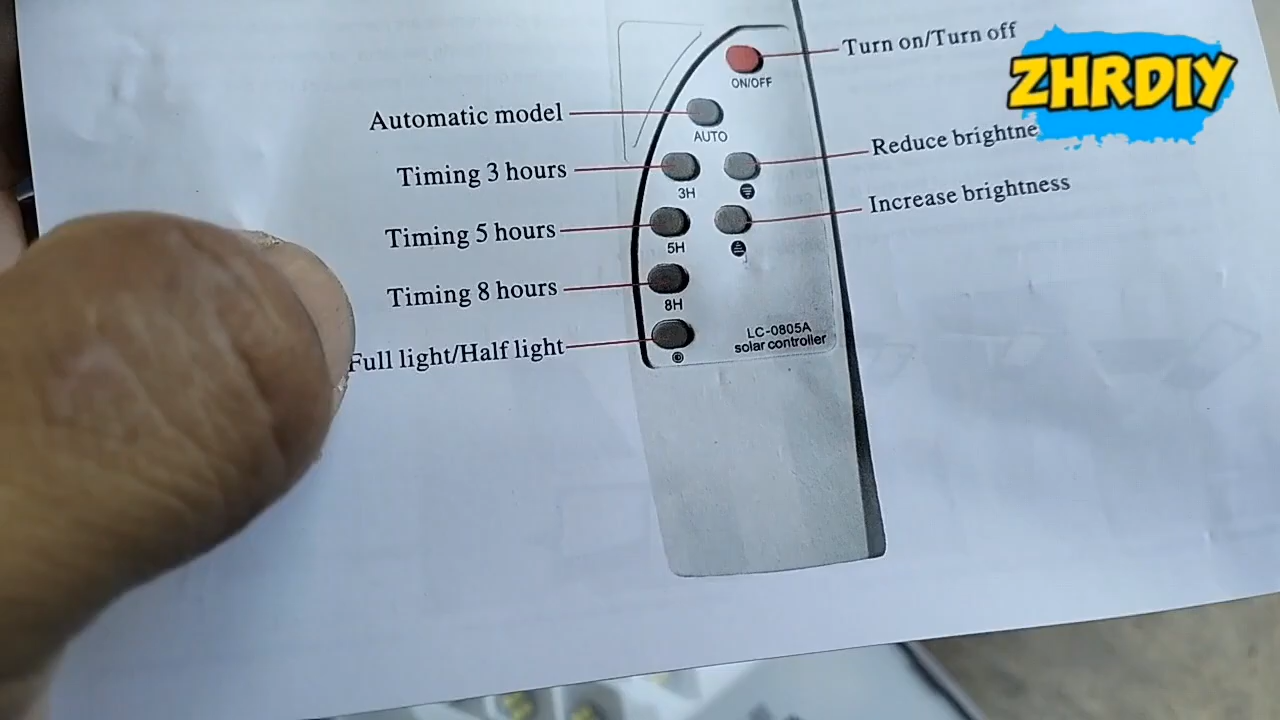 Turn on/Turn off
ZHRDIY
ON/OFF
Automatic model
AUTO
Reduce
Timing 3 hours
3H
Increase brightness
Timing 5 hours
5H
Timing 8 hours
8H
LC-0805A
solar controller
Full light/Half light